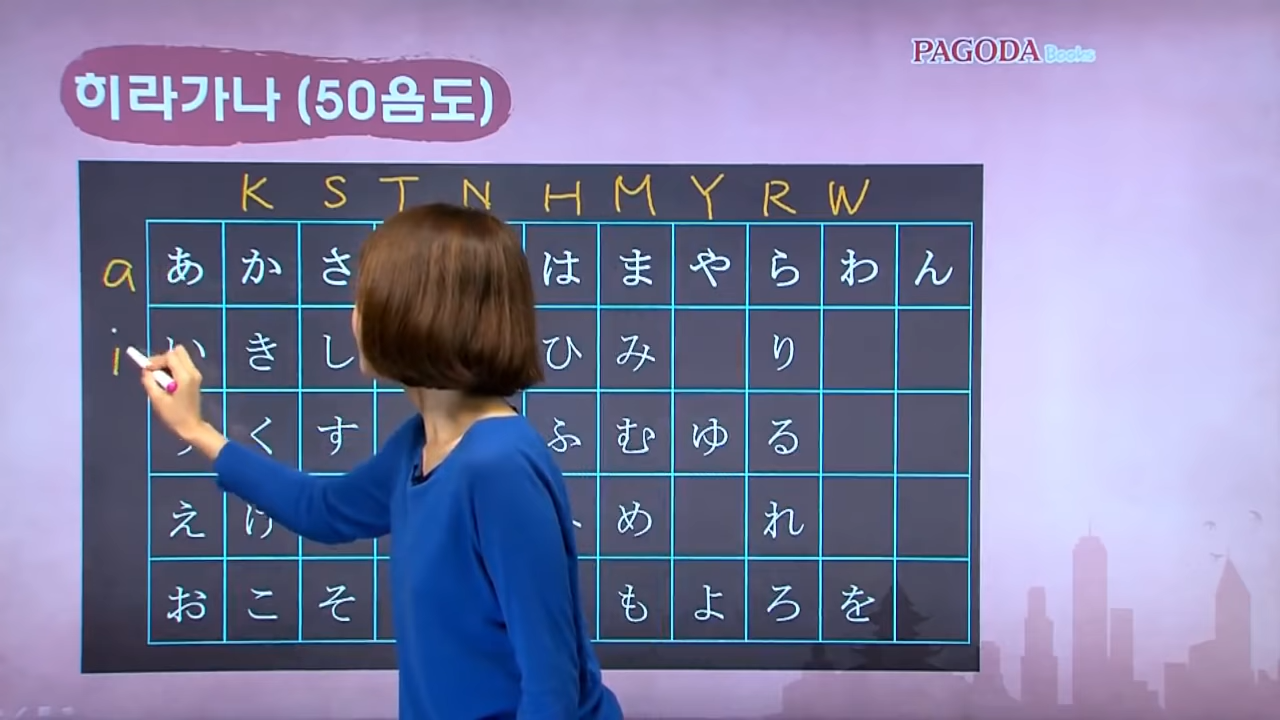 히라가나 (50음도)
PAGODA Books
K S T N H M Y R W
a あ か さ は ま や ら わ ん
i い き し ひ み り
く す ふ む ゆ る
え け め れ
お こ そ も よ ろ を